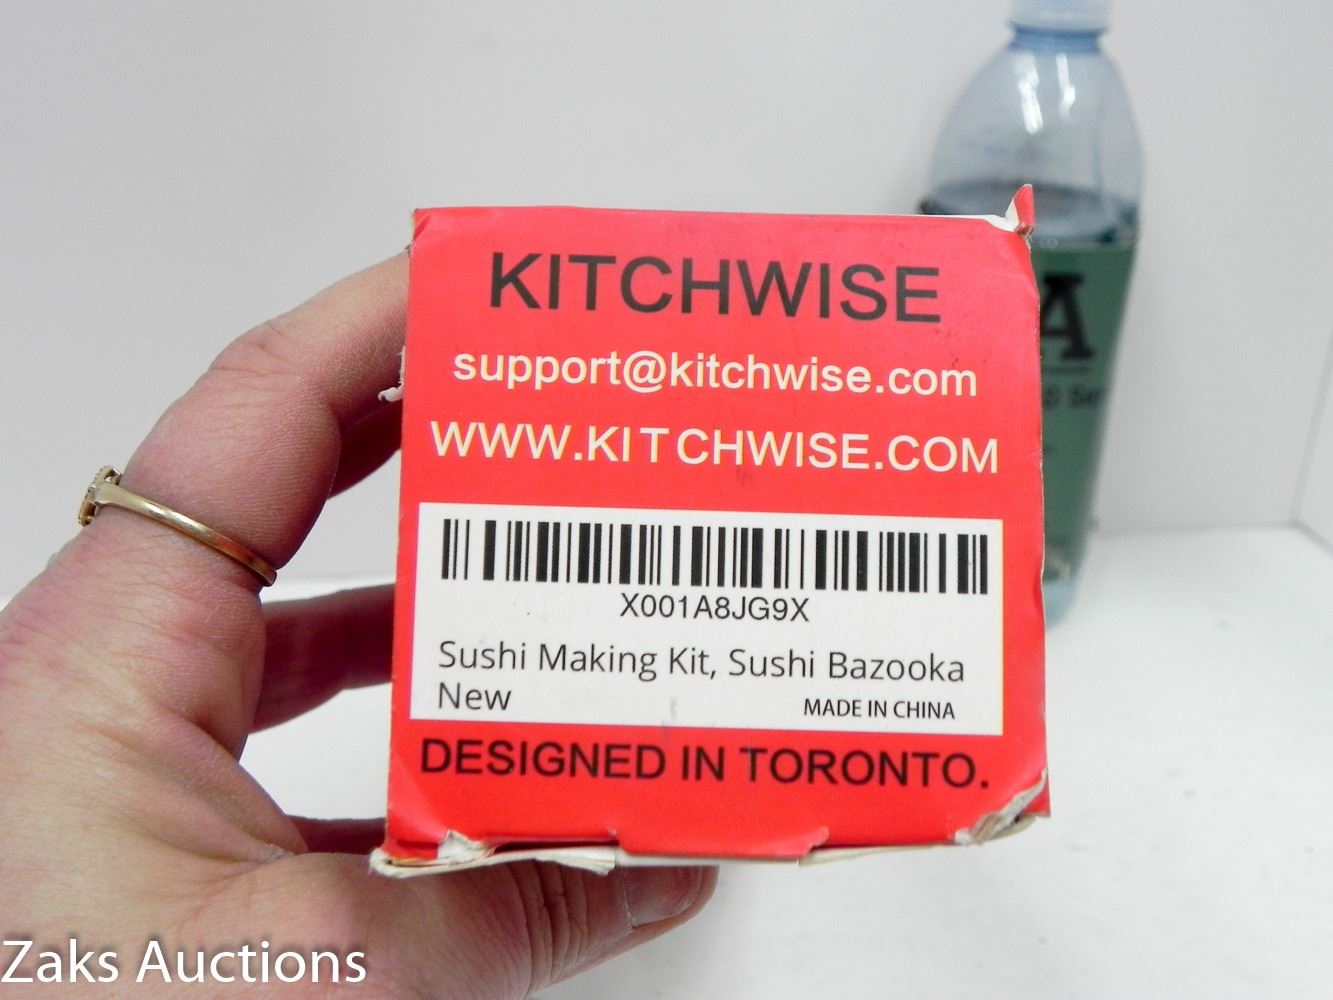 KITCHWISE
support@kitchwise.com
WWW.KITCHWISE.COM
X001A8JG9X
Sushi Making Kit, Sushi Bazooka
New
MADE IN CHINA
DESIGNED IN TORONTO.
A
Zaks Auctions